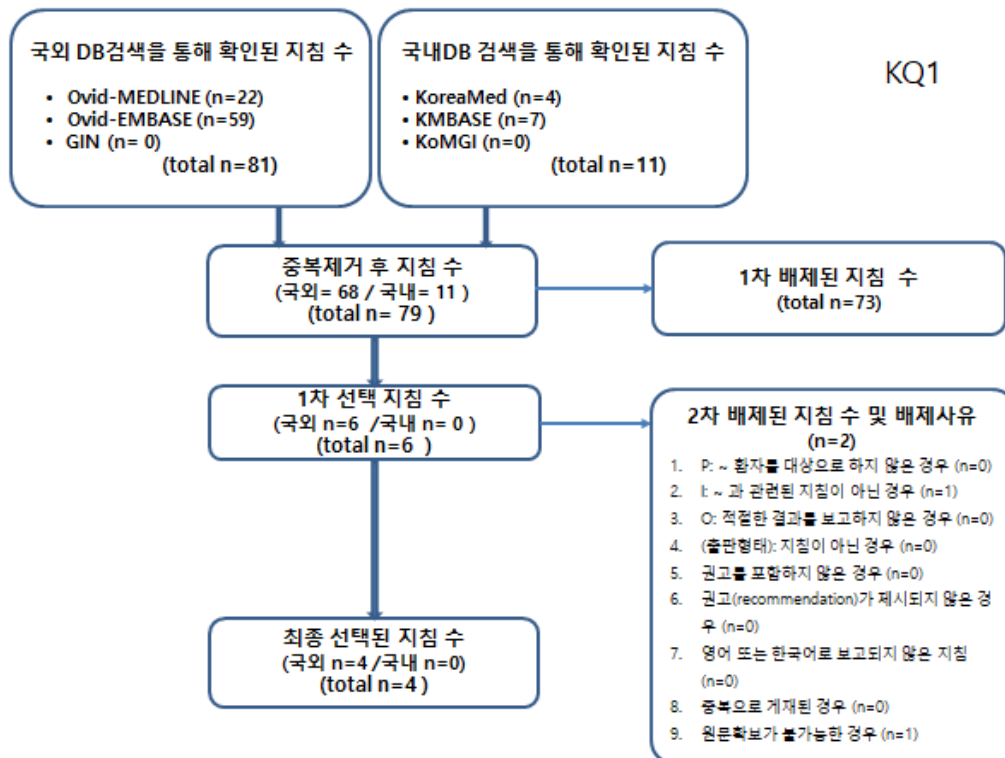 국외 DB검색을 통해 확인된 지침 수
• Ovid-MEDLINE (n=22)
• Ovid-EMBASE (n=59)
• GIN (n= 0)
(total n=81)
국내DB 검색을 통해 확인된 지침 수
• KoreaMed (n=4)
• KMBASE (n=7)
• KoMGI (n=0)
(total n=11)
KQ1
중복제거 후 지침 수
(국외= 68 / 국내= 11 )
(total n= 79 )
1차 배제된 지침 수
(total n=73)
1차 선택 지침 수
(국외 n=6 /국내 n= 0 )
(total n=6 )
2차 배제된 지침 수 및 배제사유
(n=2)
1. P: ~ 환자를 대상으로 하지 않은 경우 (n=0)
2. I: ~ 과 관련된 지침이 아닌 경우 (n=1)
3. O: 적절한 결과를 보고하지 않은 경우 (n=0)
4. (출판형태): 지침이 아닌 경우 (n=0)
5. 권고를 포함하지 않은 경우 (n=0)
6. 권고(recommendation)가 제시되지 않은 경
우 (n=0)
7. 영어 또는 한국어로 보고되지 않은 지침
(n=0)
8. 중복으로 게재된 경우 (n=0)
9. 원문확보가 불가능한 경우 (n=1)
최종 선택된 지침 수
(국외 n=4 /국내 n=0)
(total n=4 )